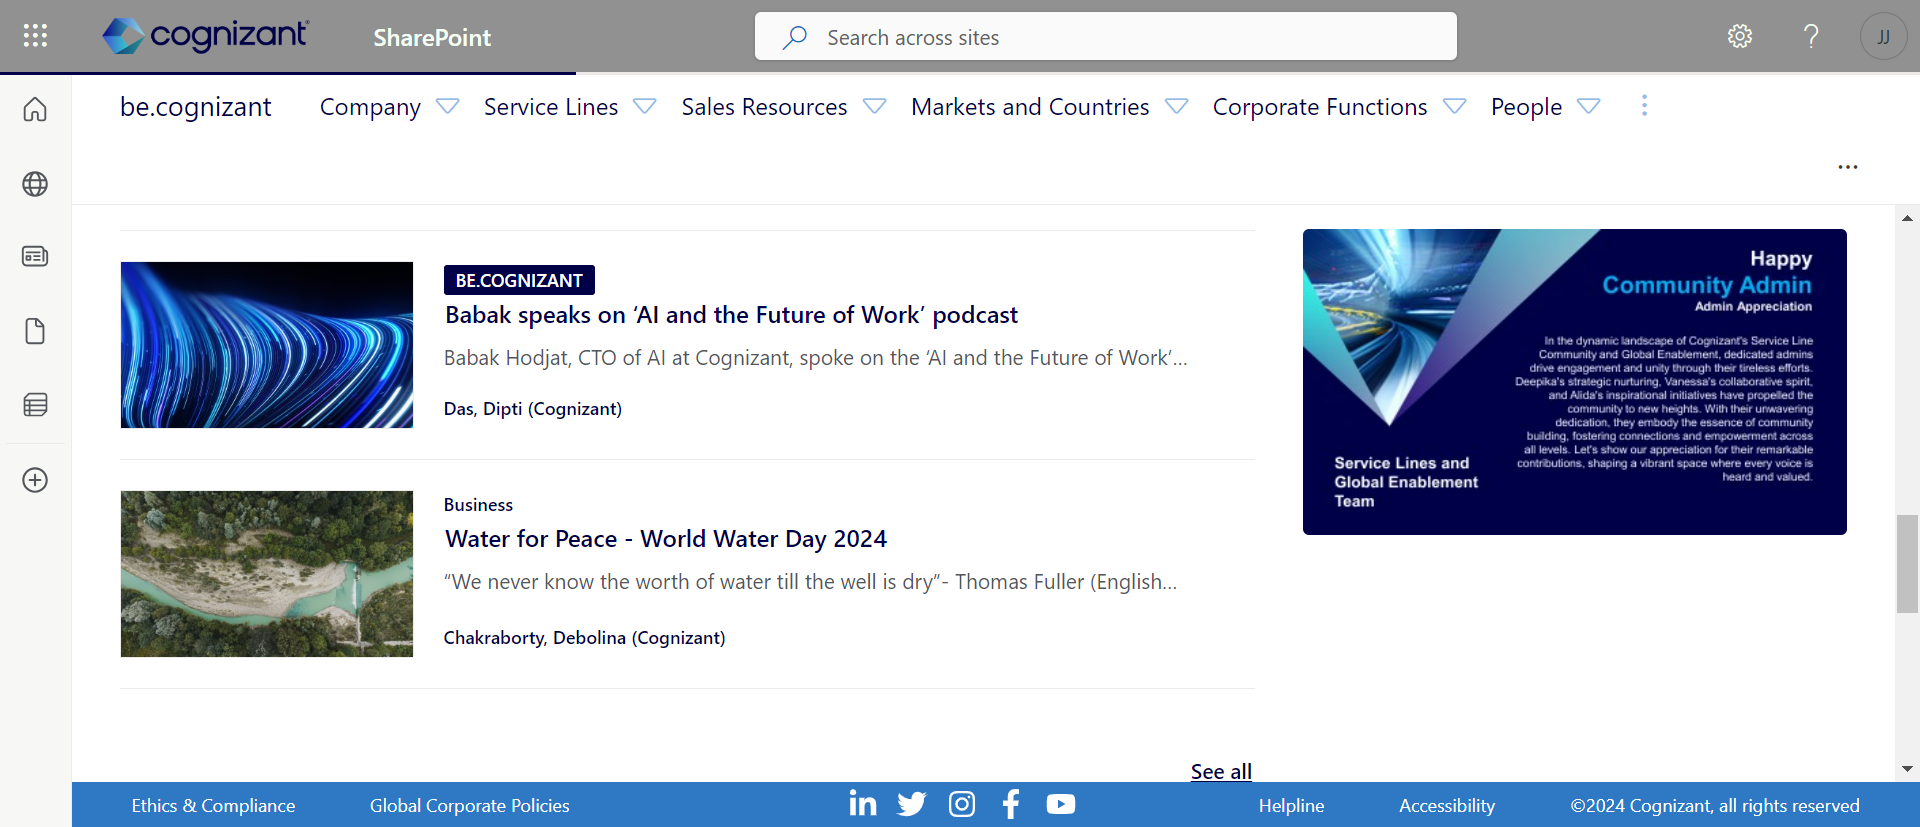 cognizant
SharePoint
Search across sites
JJ
be.cognizant
Company
Service Lines
Sales Resources
Markets and Countries
Corporate Functions
People
BE.COGNIZANT
Babak speaks on ‘AI and the Future of Work’ podcast
Babak Hodjat, CTO of AI at Cognizant, spoke on the ‘AI and the Future of Work’...
Das, Dipti (Cognizant)
Business
Water for Peace - World Water Day 2024
“We never know the worth of water till the well is dry”- Thomas Fuller (English...
Chakraborty, Debolina (Cognizant)
See all
Happy
Community Admin
Admin Appreciation
In the dynamic landscape of Cognizant's Service Line
Community and Global Enablement, dedicated admins
drive engagement and unity through their tireless efforts.
Deepika's strategic nurturing, Vanessa's collaborative spirit,
and Alida's inspirational initiatives have propelled the
community to new heights. With their unwavering
dedication, they embody the essence of community
building, fostering connections and empowerment across
all levels. Let's show our appreciation for their remarkable
contributions, shaping a vibrant space where every voice is
heard and valued.
Service Lines and
Global Enablement
Team
Ethics & Compliance
Global Corporate Policies
Helpline
Accessibility
©2024 Cognizant, all rights reserved